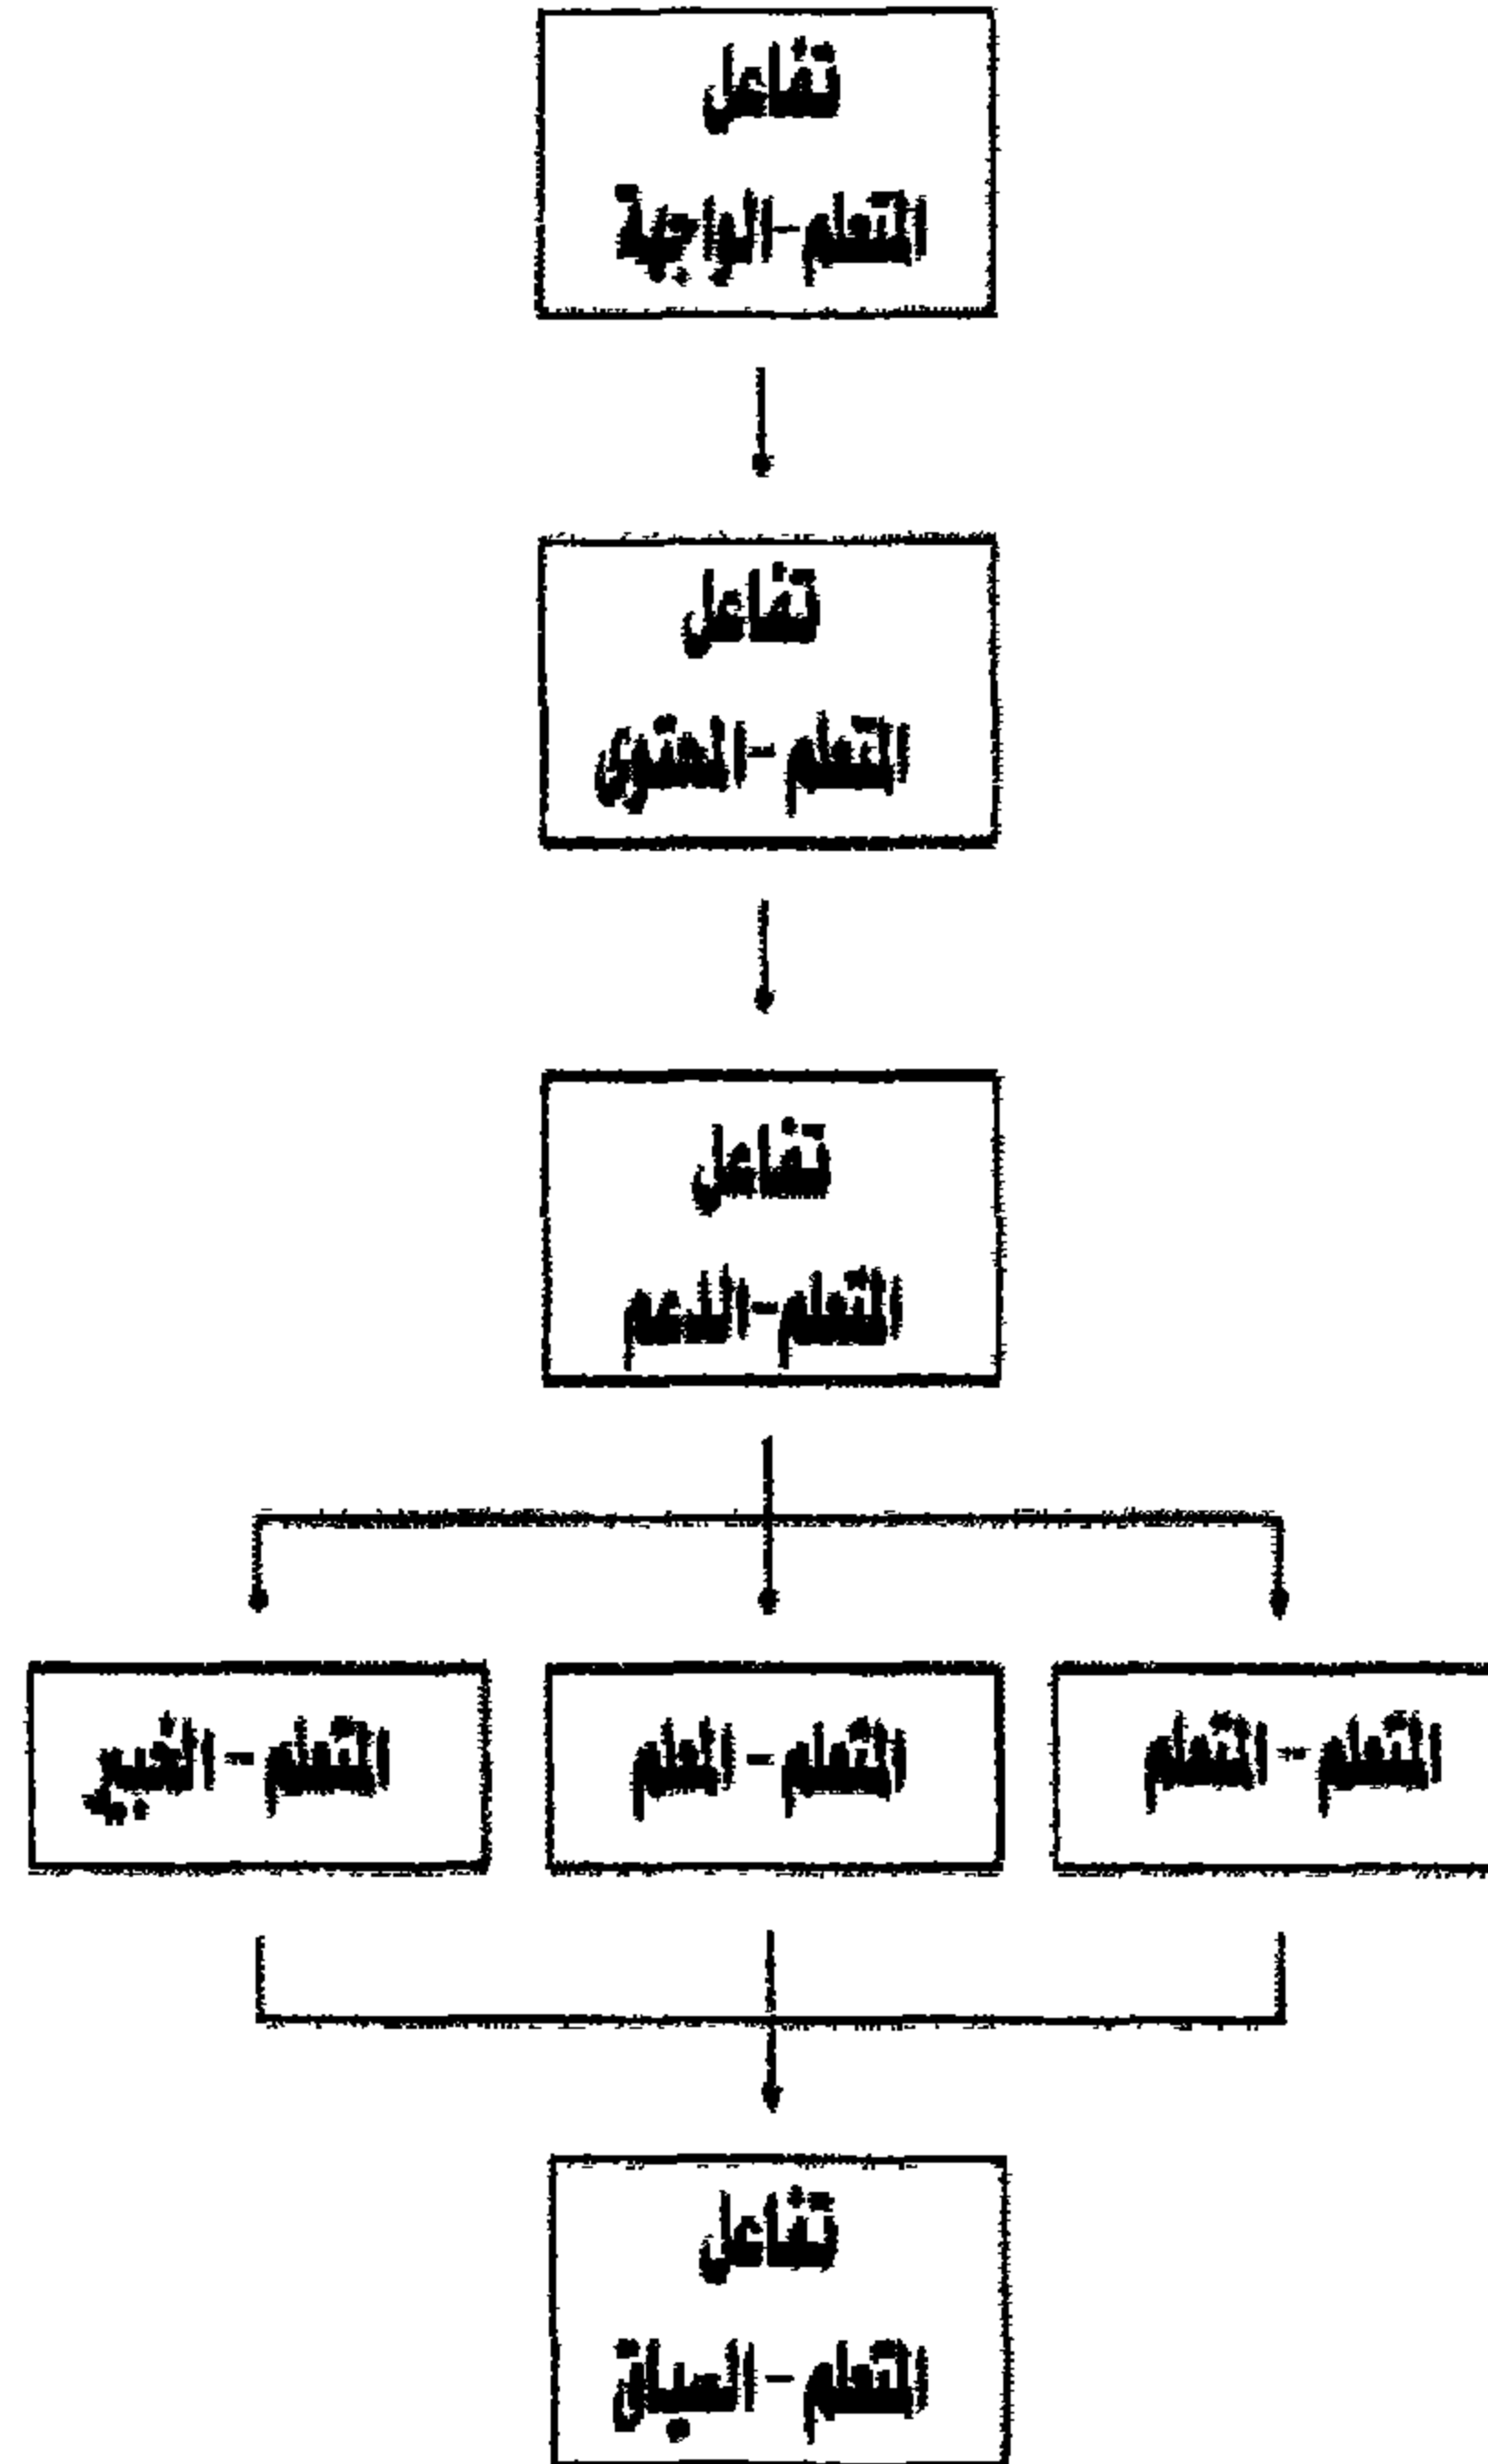 تفاعل
المتعلم-الواجهة
تفاعل
المتعلم-المحتوى
تفاعل
المتعلم-الدعم
المتعلم-المتعلم
المتعلم-المعلم
المتعلم-الخبير
تفاعل
المتعلم-السياق